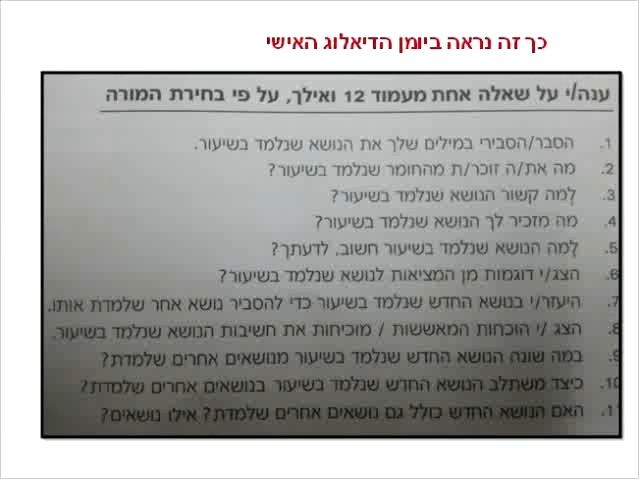 כך זה נראה ביומן הדיאלוג האישי
ענה/י על שאלה אחת מעמוד 12 ואילך, על פי בחירת המורה
1. הסבר/הסבירי במילים שלך את הנושא שנלמד בשיעור.
2. מה את/ה זוכר/ת מהחומר שנלמד בשיעור?
3. לְמה קשור הנושא שנלמד בשיעור?
4. מה מזכיר לך הנושא שנלמד בשיעור?
5. לָמה הנושא שנלמד בשיעור חשוב, לדעתך?
6. הצג/י דוגמות מן המציאות לנושא שנלמד בשיעור?
7. היעזר/י בנושא החדש שנלמד בשיעור כדי להסביר נושא אחר שלמדת אותו.
8. הצג /י הוכחות המאששות / מוכיחות את חשיבות הנושא שנלמד בשיעור.
9. במה שונה הנושא החדש שנלמד בשיעור מנושאים אחרים שלמדת?
10. כיצד משתלב הנושא החדש שנלמד בשיעור בנושאים אחרים שלמדת?
11. האם הנושא החדש כולל גם נושאים אחרים שלמדת? אילו נושאים?